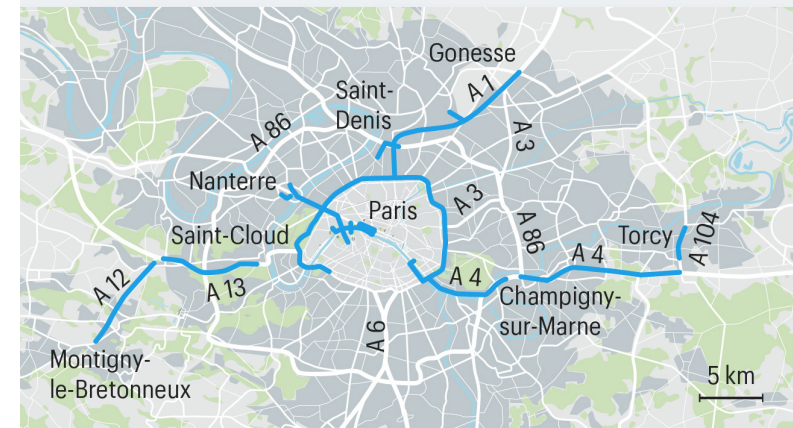 Gonesse
Saint-
Denis
A 1
A 86
A 3
Nanterre
Paris
A 3
Saint-Cloud
A 86
Torcy
A 104
A 12
A 13
A 4
A 4
Champigny-
sur-Marne
A 6
Montigny-
le-Bretonneux
5 km